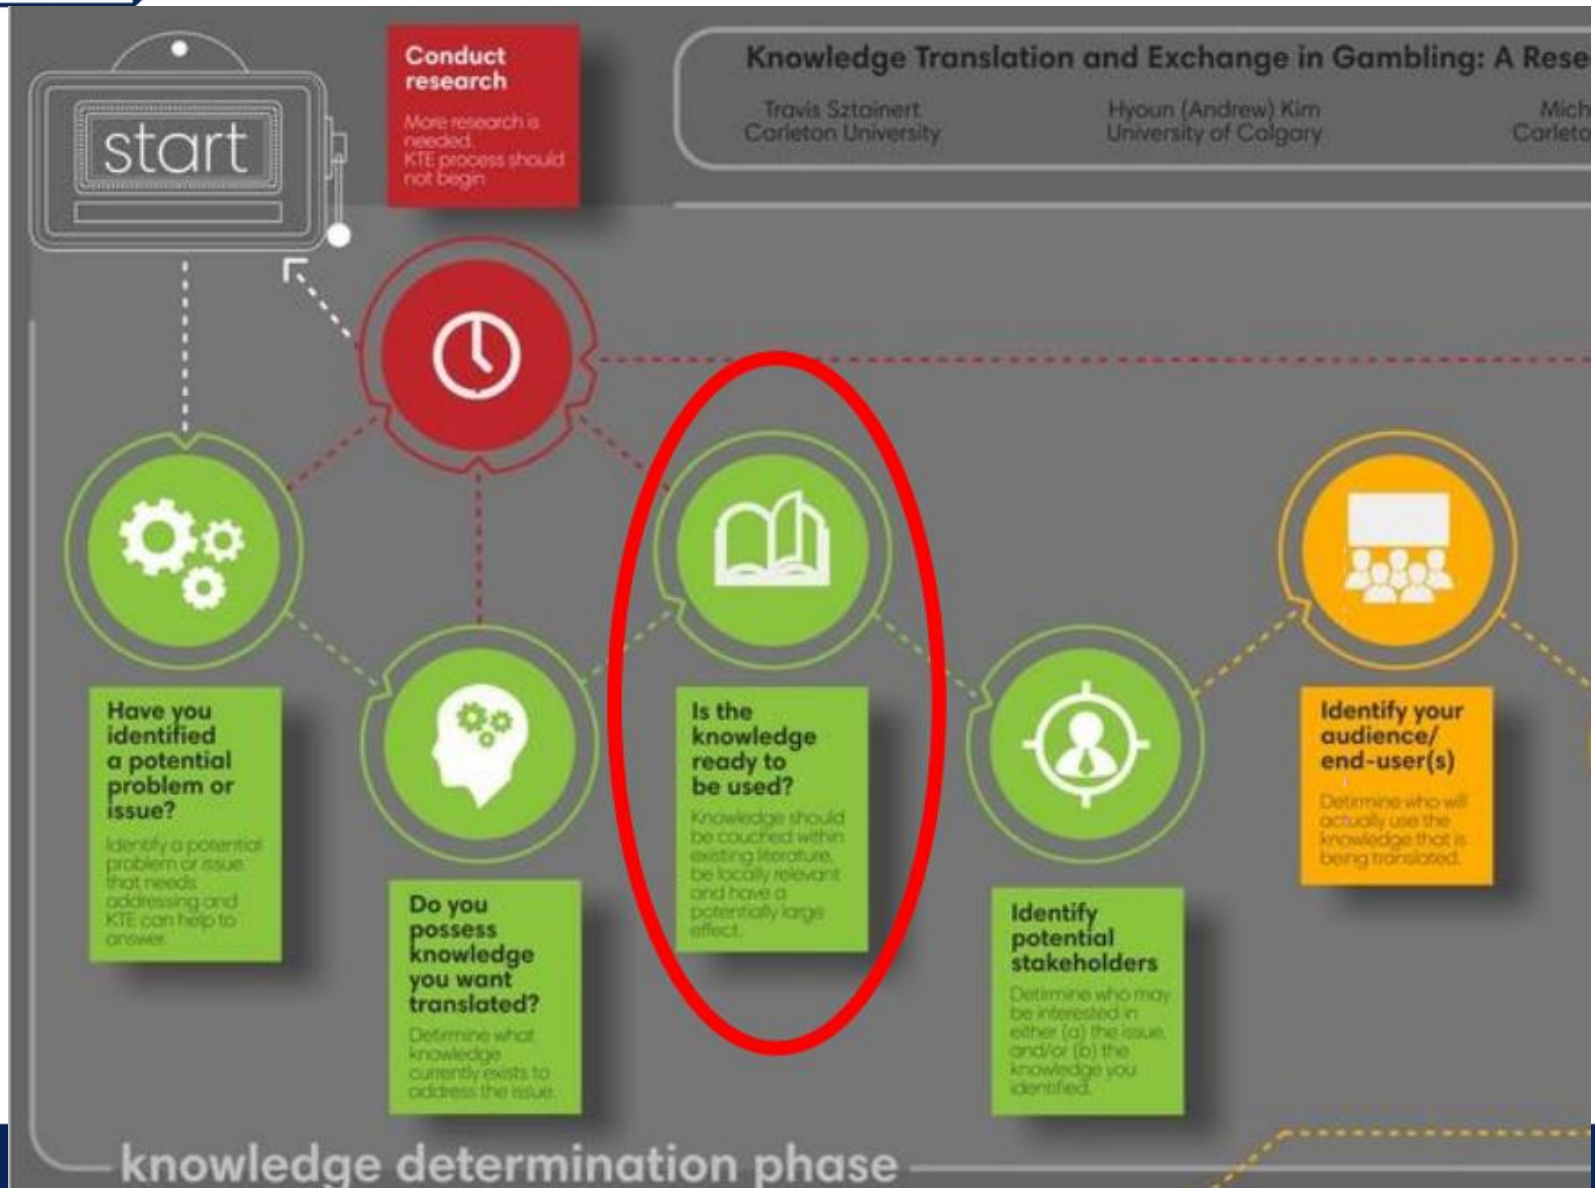 start
Conduct
research
More research is
needed.
KTE process should
not begin
Knowledge Translation and Exchange in Gambling: A Rese
Travis Sztainert
Carleton University
Hyoun (Andrew) Kim
University of Calgary
Mich
Carleto
Have you
identified
a potential
problem or
issue?
Identify a potential
problem or issue
that needs
addressing and
KTE can help to
answer.
Do you
possess
knowledge
you want
translated?
Detirmine what
knowledge
currently exists to
address the issue.
Is the
knowledge
ready to
be used?
Knowledge should
be couched within
existing literature,
be locally relevant
and have a
potentially large
effect.
Identify
potential
stakeholders
Detirmine who may
be interested in
either (a) the issue,
and/or (b) the
knowledge you
identified.
Identify your
audience/
end-user(s)
Detirmine who will
actually use the
knowledge that is
being translated.
knowledge determination phase